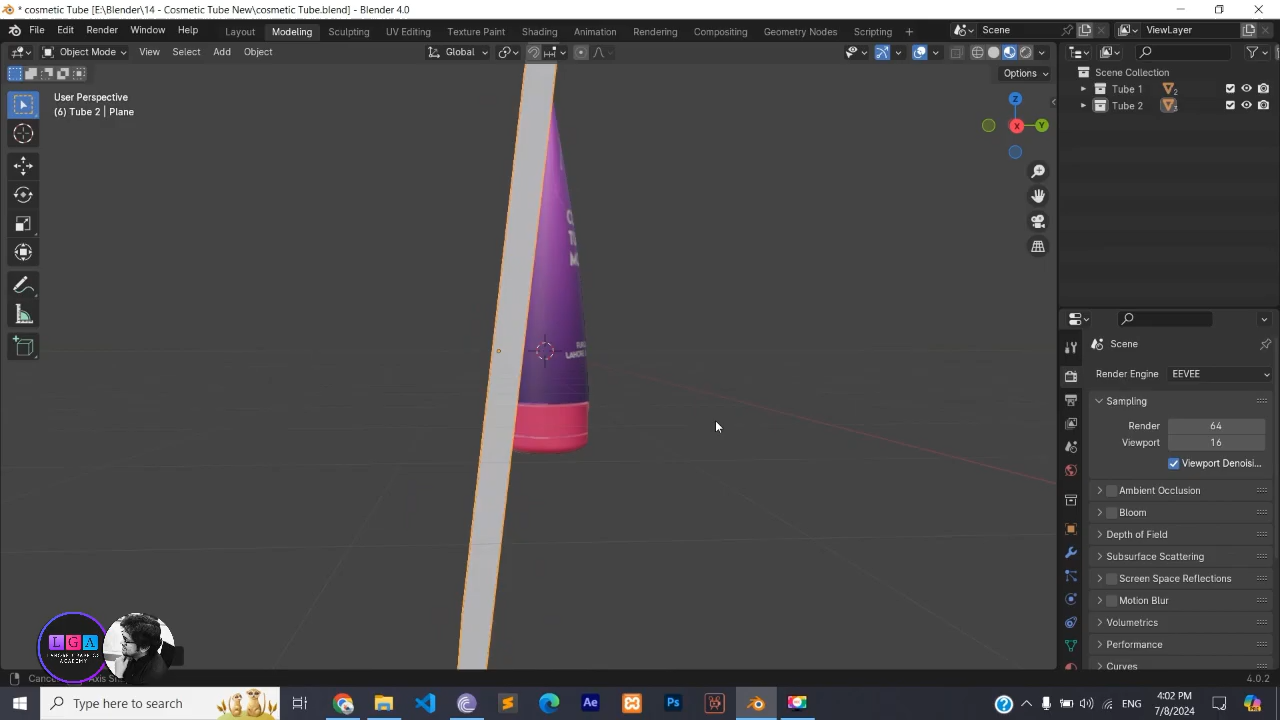 * cosmetic Tube [E:\Blender\14 - Cosmetic Tube New\cosmetic Tube.blend] - Blender 4.0
File Edit Render Window Help
Layout Modeling Sculpting UV Editing Texture Paint Shading Animation Rendering Compositing Geometry Nodes Scripting +
Scene ViewLayer
Object Mode View Select Add Object Global
Options
User Perspective
(6) Tube 2 | Plane
Z
X
Y
Scene Collection
Tube 1 2
Tube 2
Scene
Render Engine EEVEE
Sampling
Render 64
Viewport 16
Viewport Denoisi...
Ambient Occlusion
Bloom
Depth of Field
Subsurface Scattering
Screen Space Reflections
Motion Blur
Volumetrics
Performance
Curves
LGA
ACADEMY
4.0.2
Type here to search
Ae
Ps
ENG
4:02 PM
7/8/2024